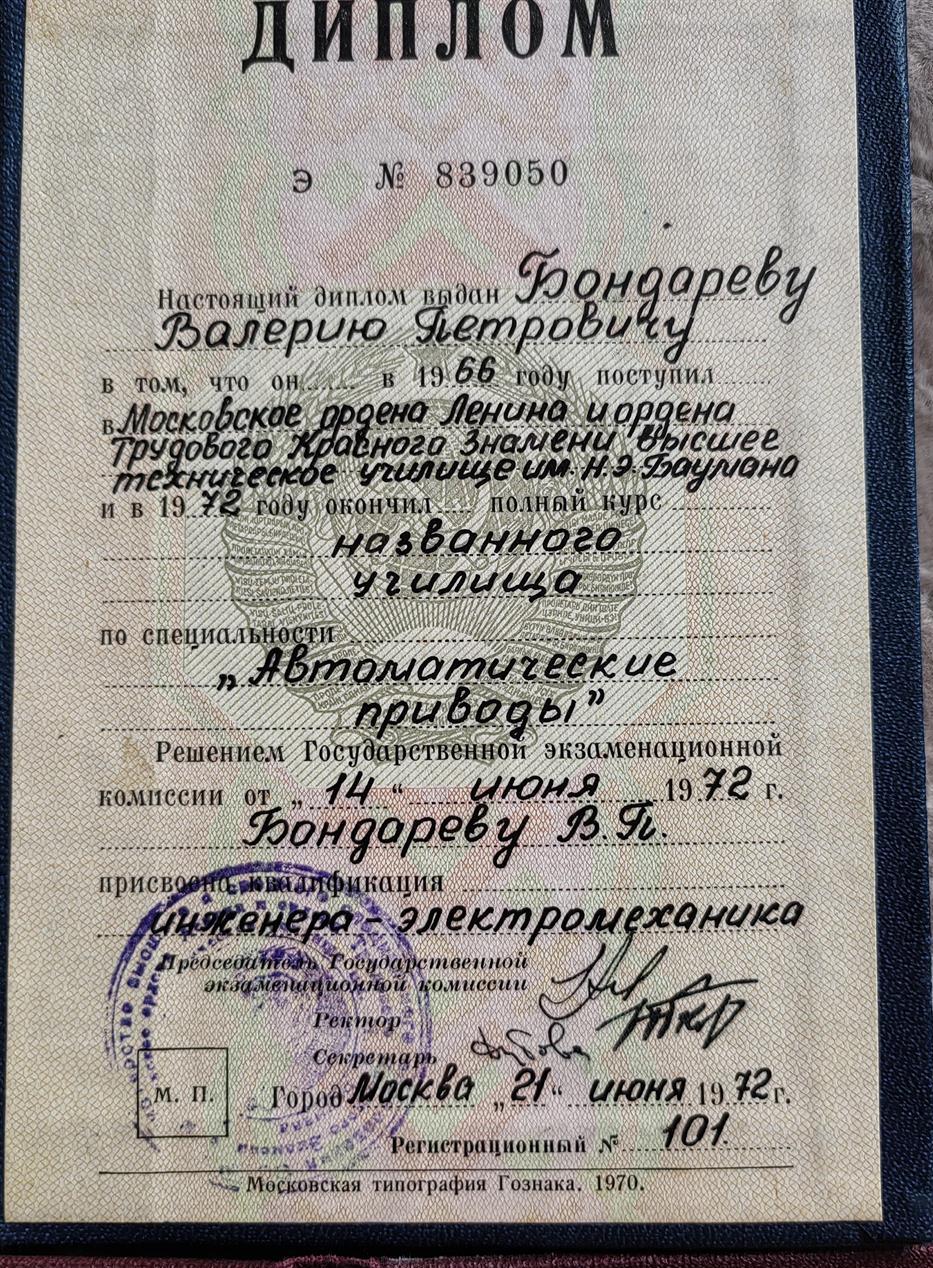 ДИПЛОМ
Э № 839050
Настоящий диплом выдан Бондареву
Валерию Петровичу
в том, что он в 1966 году поступил
в Московское ордена Ленина и ордена
Трудового Красного Знамени высшее
техническое училище им. Н.Э. Баумана
и в 1972 году окончил полный курс
названного
училища
по специальности
„Автоматические
приводы”
Решением Государственной экзаменационной
комиссии от „14“ июня 1972 г.
Бондареву В.П.
присвоена квалификация
инженера - электромеханика
Председатель Государственной
экзаменационной комиссии
Ректор
Секретарь
М. П.
Город Москва „21“ июня 1972 г.
Регистрационный № 101.
Московская типография Гознака. 1970.